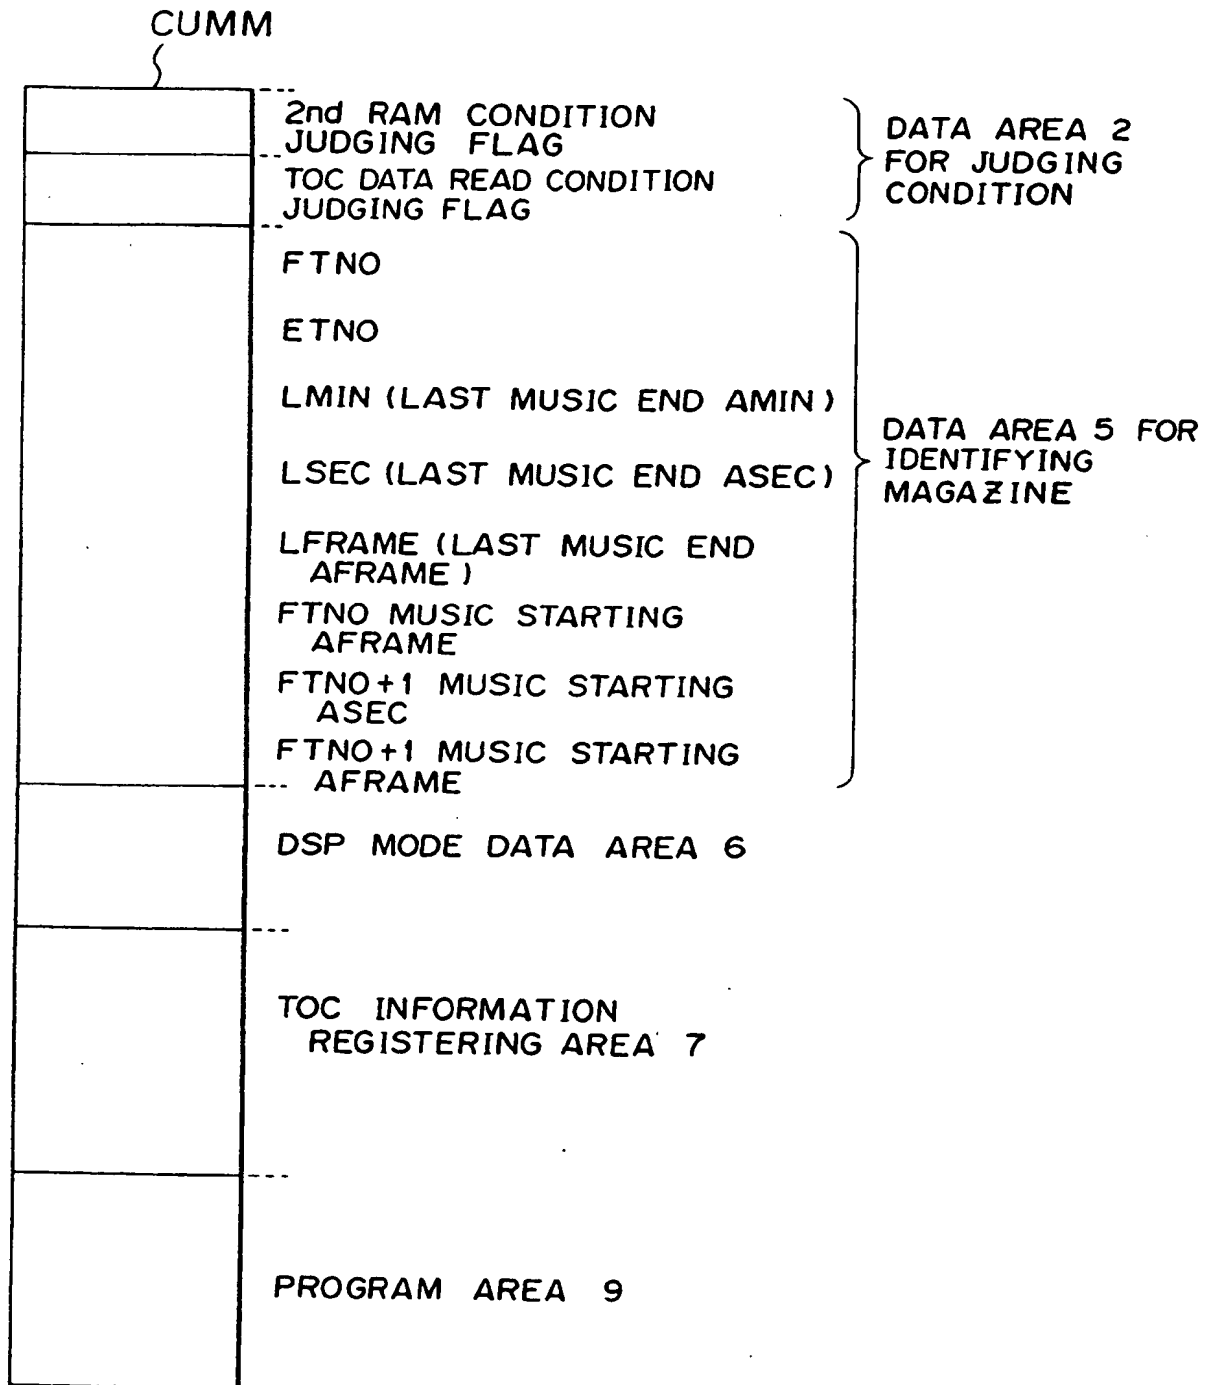 CUMM
2nd RAM CONDITION
JUDGING FLAG
TOC DATA READ CONDITION
JUDGING FLAG
DATA AREA 2
FOR JUDGING
CONDITION
FTNO
ETNO
LMIN (LAST MUSIC END AMIN)
LSEC (LAST MUSIC END ASEC)
LFRAME (LAST MUSIC END
AFRAME)
FTNO MUSIC STARTING
AFRAME
FTNO+1 MUSIC STARTING
ASEC
FTNO+1 MUSIC STARTING
AFRAME
DATA AREA 5 FOR
IDENTIFYING
MAGAZINE
DSP MODE DATA AREA 6
TOC INFORMATION
REGISTERING AREA 7
PROGRAM AREA 9